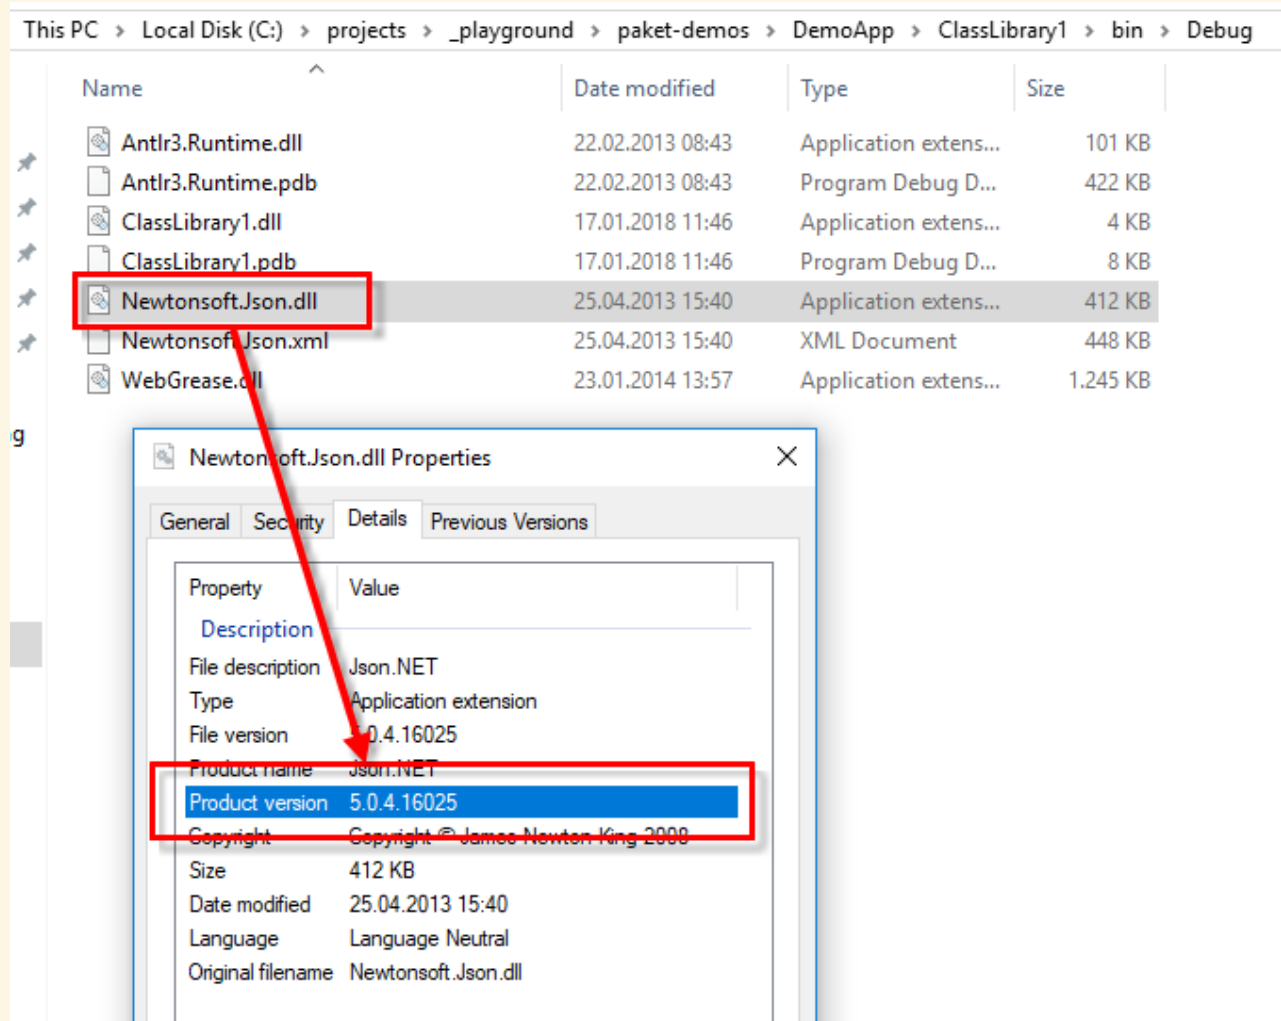 This PC > Local Disk (C:) > projects > _playground > paket-demos > DemoApp > ClassLibrary1 > bin > Debug
Name Date modified Type Size
Antlr3.Runtime.dll 22.02.2013 08:43 Application extens... 101 KB
Antlr3.Runtime.pdb 22.02.2013 08:43 Program Debug D... 422 KB
ClassLibrary1.dll 17.01.2018 11:46 Application extens... 4 KB
ClassLibrary1.pdb 17.01.2018 11:46 Program Debug D... 8 KB
Newtonsoft.Json.dll 25.04.2013 15:40 Application extens... 412 KB
Newtonsoft.Json.xml 25.04.2013 15:40 XML Document 448 KB
WebGrease.dll 23.01.2014 13:57 Application extens... 1.245 KB
g
Newtonsoft.Json.dll Properties
General Security Details Previous Versions
Property Value
Description
File description Json.NET
Type Application extension
File version 5.0.4.16025
Product name Json.NET
Product version 5.0.4.16025
Copyright Copyright © James Newton-King 2008
Size 412 KB
Date modified 25.04.2013 15:40
Language Language Neutral
Original filename Newtonsoft.Json.dll